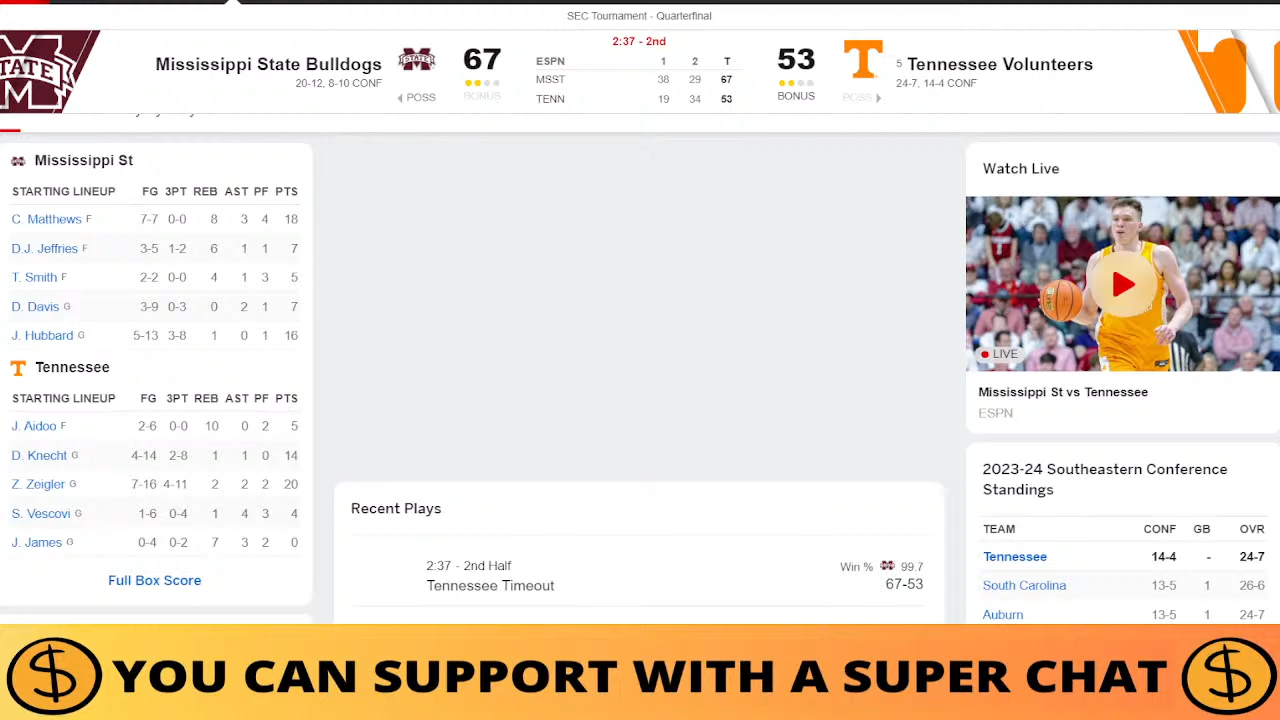 SEC Tournament - Quarterfinal
Mississippi State Bulldogs
20-12, 8-10 CONF
POSS
67
BONUS
2:37 - 2nd
ESPN 1 2 T
MSST 38 29 67
TENN 19 34 53
53
BONUS
POSS
5 Tennessee Volunteers
24-7, 14-4 CONF
Mississippi St
STARTING LINEUP FG 3PT REB AST PF PTS
C. Matthews F 7-7 0-0 8 3 4 18
D.J. Jeffries F 3-5 1-2 6 1 1 7
T. Smith F 2-2 0-0 4 1 3 5
D. Davis G 3-9 0-3 0 2 1 7
J. Hubbard G 5-13 3-8 1 0 1 16
Tennessee
STARTING LINEUP FG 3PT REB AST PF PTS
J. Aidoo F 2-6 0-0 10 0 2 5
D. Knecht G 4-14 2-8 1 1 0 14
Z. Zeigler G 7-16 4-11 2 2 2 20
S. Vescovi G 1-6 0-4 1 4 3 4
J. James G 0-4 0-2 7 3 2 0
Full Box Score
Recent Plays
2:37 - 2nd Half
Tennessee Timeout
Win % 99.7
67-53
Watch Live
LIVE
Mississippi St vs Tennessee
ESPN
2023-24 Southeastern Conference
Standings
TEAM CONF GB OVR
Tennessee 14-4 - 24-7
South Carolina 13-5 1 26-6
Auburn 13-5 1 24-7
$ YOU CAN SUPPORT WITH A SUPER CHAT $